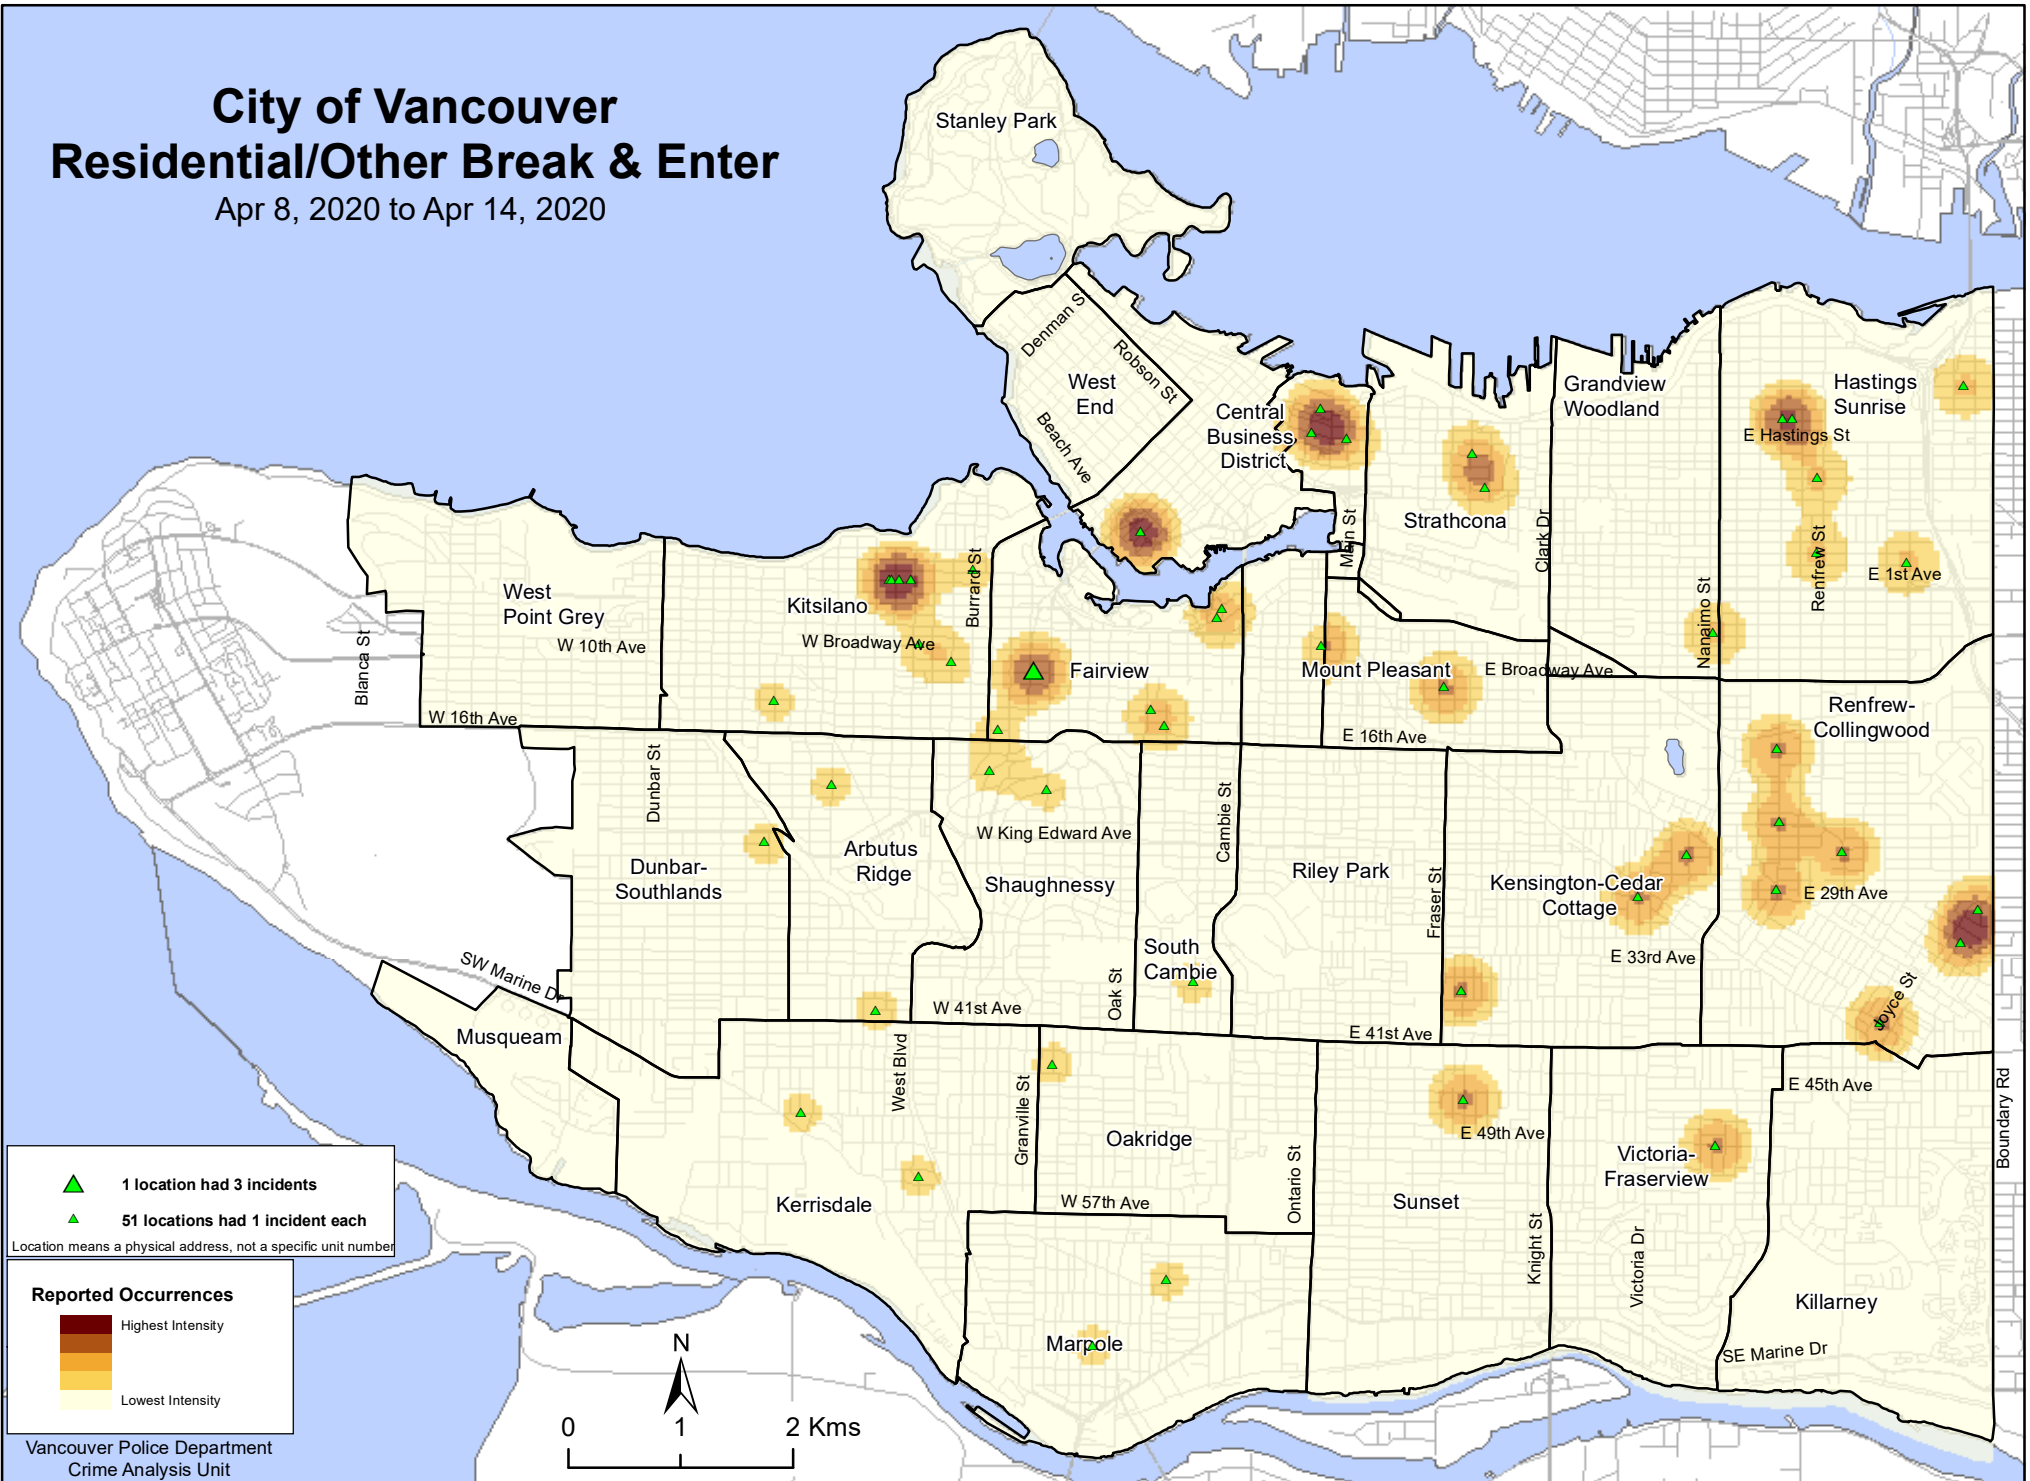 City of Vancouver
Residential/Other Break & Enter
Apr 8, 2020 to Apr 14, 2020
Stanley Park
Denman St
Robson St
West
End
Beach Ave
Central
Business
District
Grandview
Woodland
Hastings
Sunrise
E Hastings St
Strathcona
Main St
Clark Dr
Renfrew St
E 1st Ave
Nanaimo St
West
Point Grey
Kitsilano
Burrard St
W Broadway Ave
W 10th Ave
Blanca St
W 16th Ave
Fairview
Mount Pleasant
E Broadway Ave
E 16th Ave
Renfrew-
Collingwood
Dunbar St
Dunbar-
Southlands
Arbutus
Ridge
W King Edward Ave
Shaughnessy
Cambie St
Riley Park
Fraser St
Kensington-Cedar
Cottage
E 29th Ave
E 33rd Ave
South
Cambie
Oak St
SW Marine Dr
W 41st Ave
E 41st Ave
Joyce St
Musqueam
West Blvd
Granville St
Oakridge
E 45th Ave
Boundary Rd
E 49th Ave
Victoria-
Fraserview
Kerrisdale
W 57th Ave
Ontario St
Sunset
Knight St
Victoria Dr
Killarney
Marpole
SE Marine Dr
1 location had 3 incidents
51 locations had 1 incident each
Location means a physical address, not a specific unit number
Reported Occurrences
Highest Intensity
Lowest Intensity
Vancouver Police Department
Crime Analysis Unit
N
0 1 2 Kms